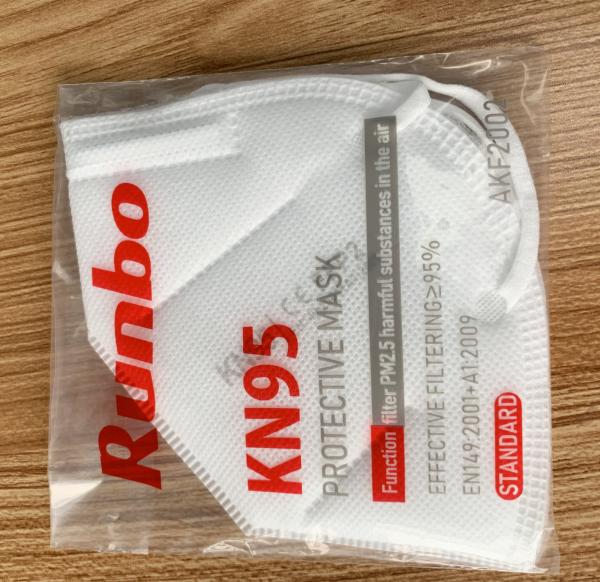 Runbo
KN95
PROTECTIVE MASK
Function filter PM2.5 harmful substances in the air
EFFECTIVE FILTERING≥95%
EN149:2001+A1:2009
STANDARD
AKF2002